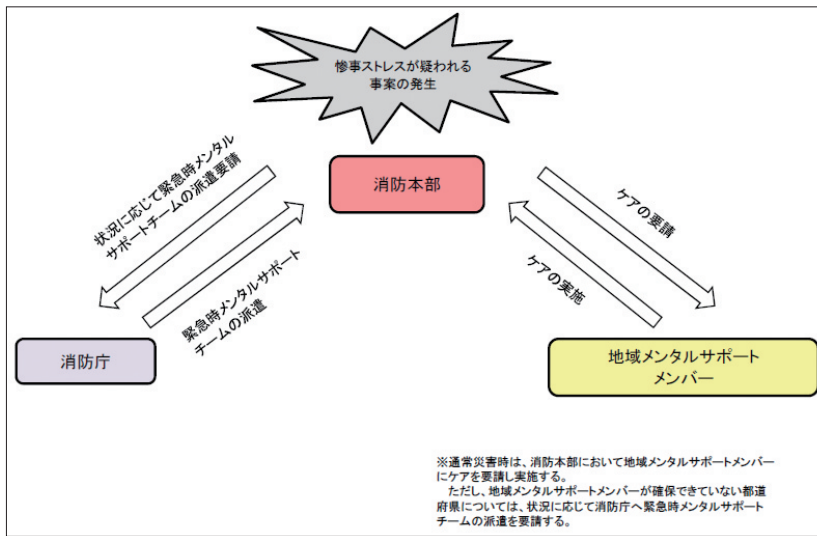 惨事ストレスが疑われる
事案の発生
消防本部
状況に応じて緊急時メンタル
サポートチームの派遣要請
緊急時メンタルサポート
チームの派遣
ケアの要請
ケアの実施
消防庁
地域メンタルサポート
メンバー
※通常災害時は、消防本部において地域メンタルサポートメンバー
にケアを要請し実施する。
ただし、地域メンタルサポートメンバーが確保できていない都道
府県については、状況に応じて消防庁へ緊急時メンタルサポート
チームの派遣を要請する。